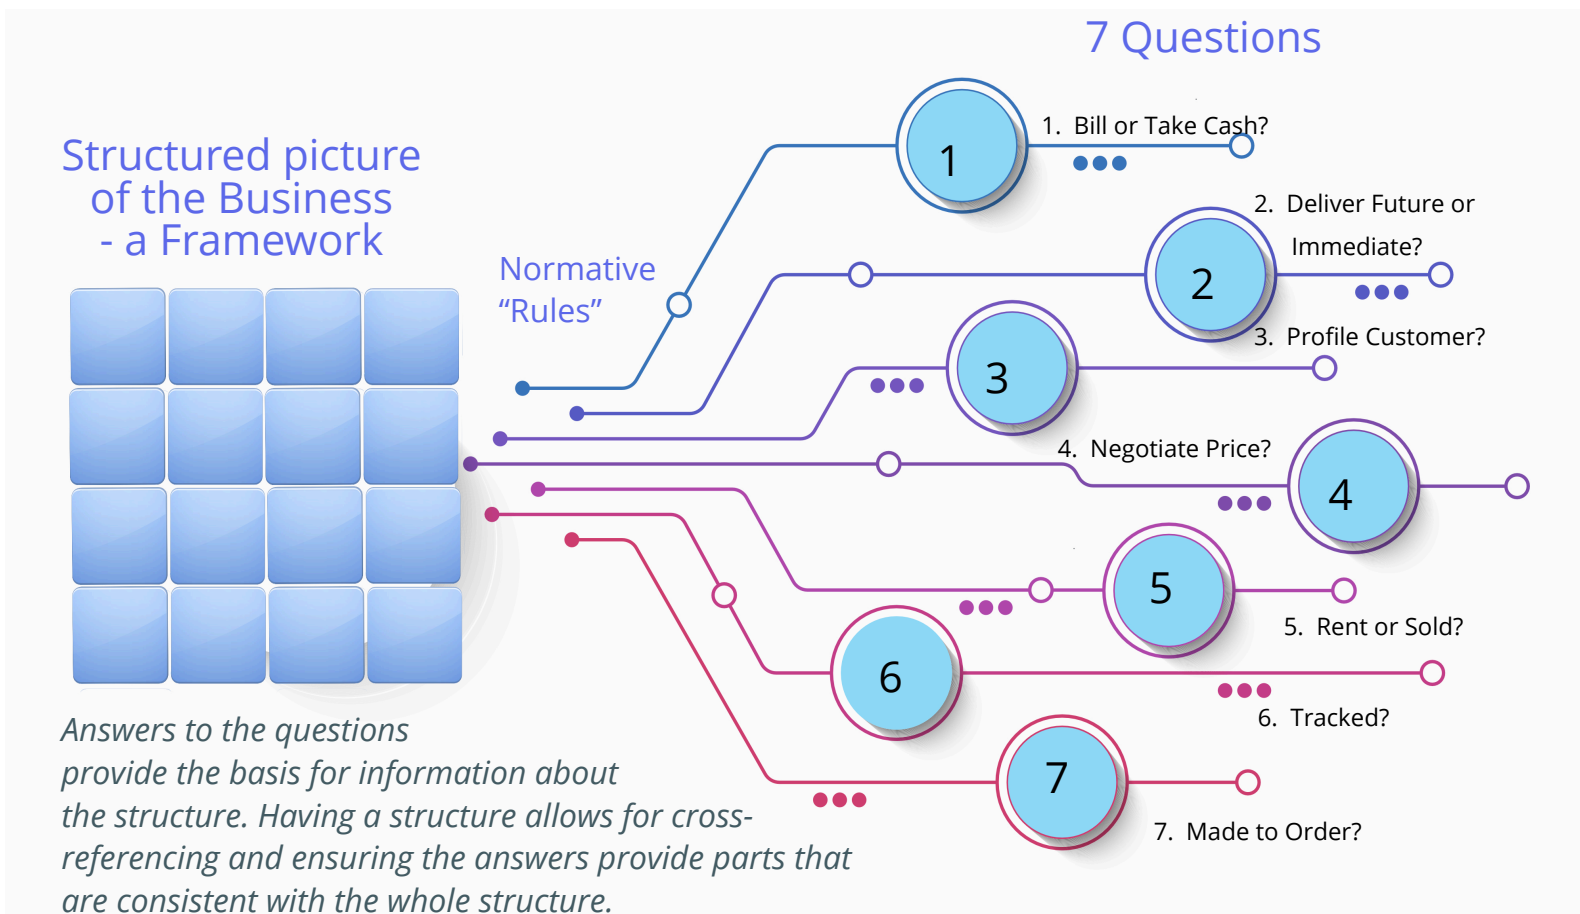 7 Questions
Structured picture
of the Business
- a Framework
Normative
“Rules”
1
1. Bill or Take Cash?
2
2. Deliver Future or
Immediate?
3
3. Profile Customer?
4. Negotiate Price?
4
5
5. Rent or Sold?
6
6. Tracked?
7
7. Made to Order?
Answers to the questions
provide the basis for information about
the structure. Having a structure allows for cross-
referencing and ensuring the answers provide parts that
are consistent with the whole structure.